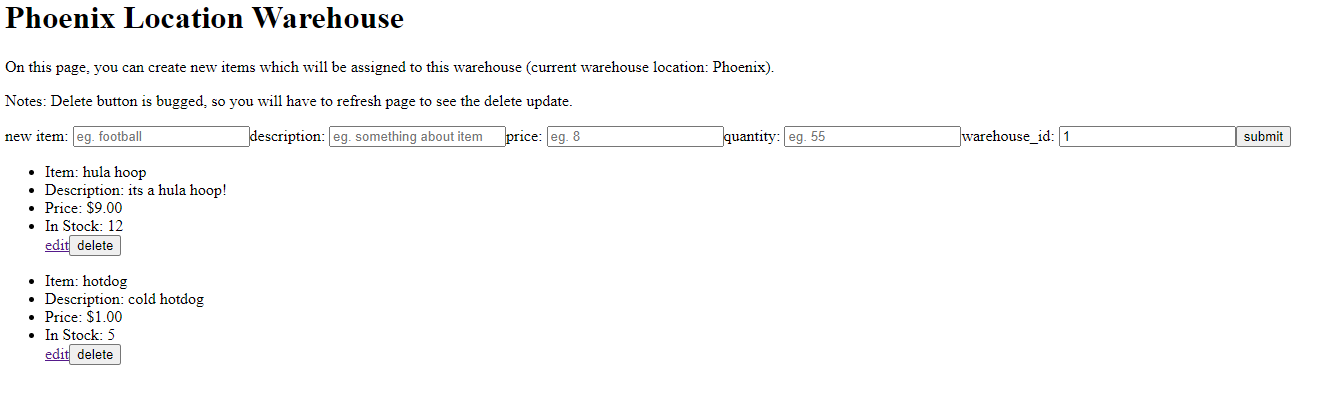 Phoenix Location Warehouse
On this page, you can create new items which will be assigned to this warehouse (current warehouse location: Phoenix).
Notes: Delete button is bugged, so you will have to refresh page to see the delete update.
new item: eg. football description: eg. something about item price: eg. 8 quantity: eg. 55 warehouse_id: 1 submit
Item: hula hoop
Description: its a hula hoop!
Price: $9.00
In Stock: 12
edit delete
Item: hotdog
Description: cold hotdog
Price: $1.00
In Stock: 5
edit delete